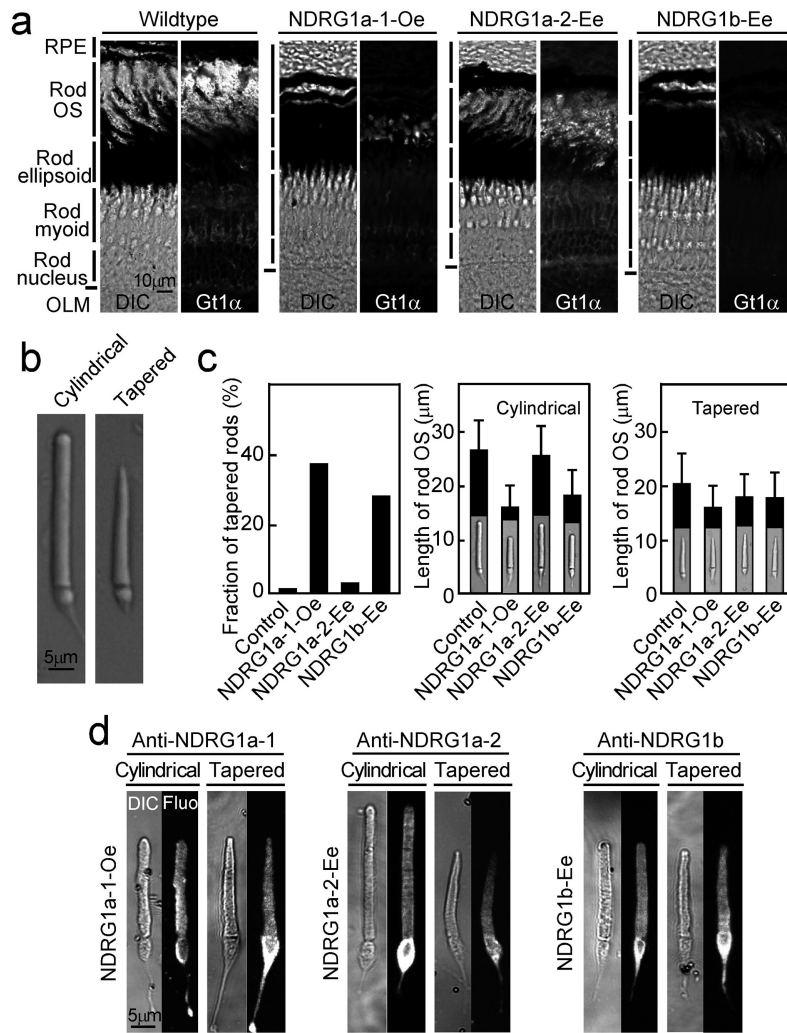 a
Wildtype
NDRG1a-1-Oe
NDRG1a-2-Ee
NDRG1b-Ee
RPE
Rod
OS
Rod
ellipsoid
Rod
myoid
Rod
nucleus
OLM
10μm
DIC
Gt1α
DIC
Gt1α
DIC
Gt1α
DIC
Gt1α
b
Cylindrical
Tapered
5μm
c
Fraction of tapered rods (%)
40
20
0
Control
NDRG1a-1-Oe
NDRG1a-2-Ee
NDRG1b-Ee
Length of rod OS (μm)
Cylindrical
30
20
10
0
Control
NDRG1a-1-Oe
NDRG1a-2-Ee
NDRG1b-Ee
Length of rod OS (μm)
Tapered
30
20
10
0
Control
NDRG1a-1-Oe
NDRG1a-2-Ee
NDRG1b-Ee
d
Anti-NDRG1a-1
Cylindrical Tapered
DIC Fluo
NDRG1a-1-Oe
5μm
Anti-NDRG1a-2
Cylindrical Tapered
NDRG1a-2-Ee
Anti-NDRG1b
Cylindrical Tapered
NDRG1b-Ee